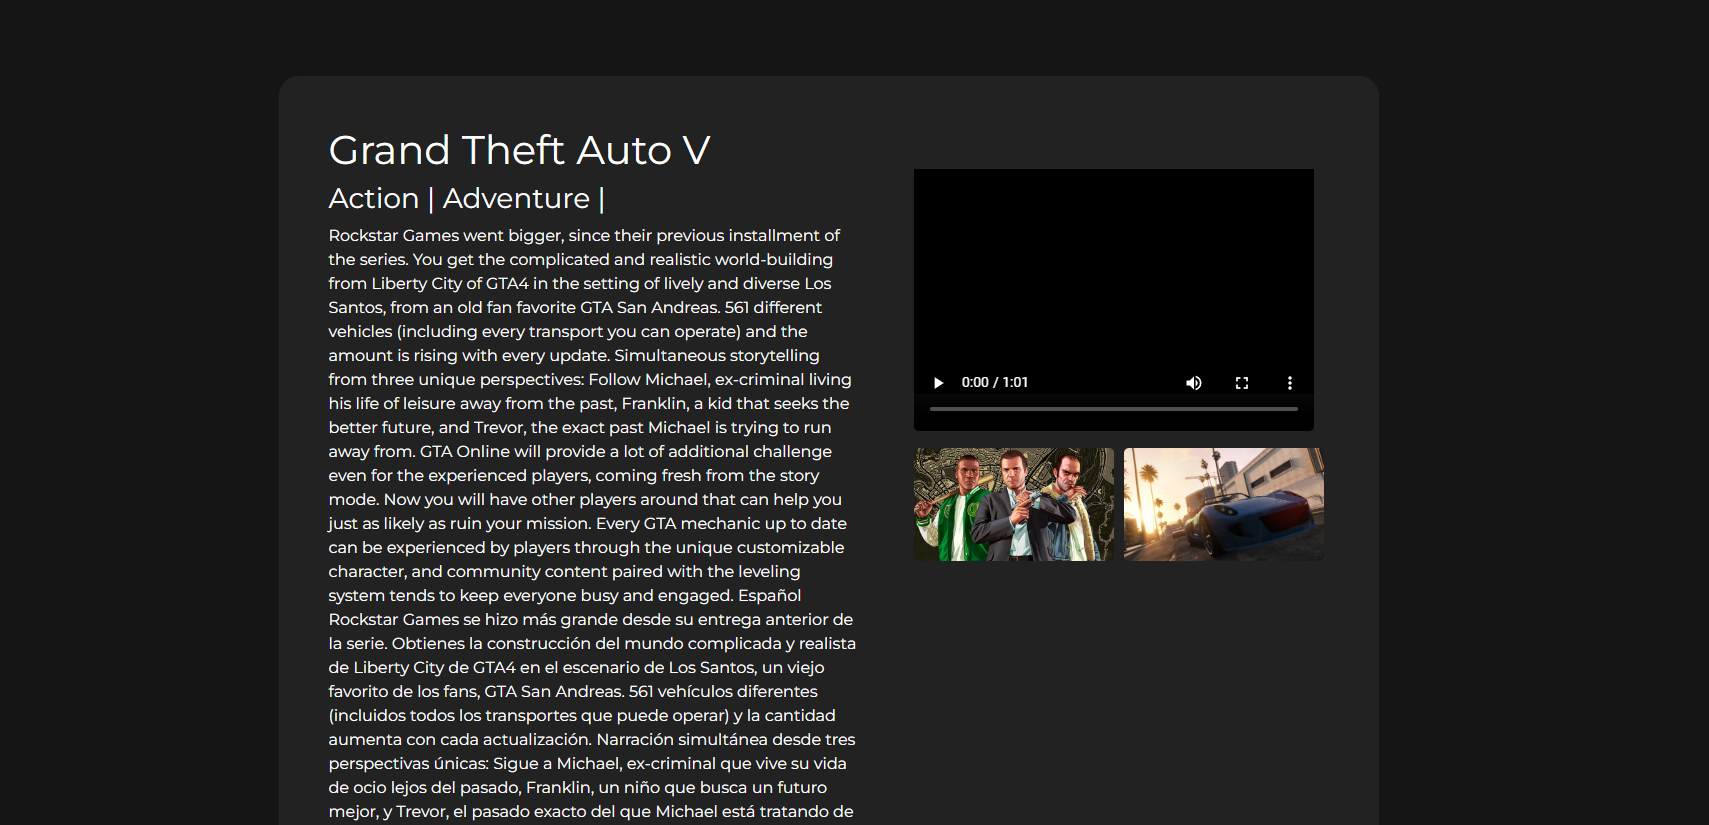 Grand Theft Auto V
Action | Adventure |
Rockstar Games went bigger, since their previous installment of
the series. You get the complicated and realistic world-building
from Liberty City of GTA4 in the setting of lively and diverse Los
Santos, from an old fan favorite GTA San Andreas. 561 different
vehicles (including every transport you can operate) and the
amount is rising with every update. Simultaneous storytelling
from three unique perspectives: Follow Michael, ex-criminal living
his life of leisure away from the past, Franklin, a kid that seeks the
better future, and Trevor, the exact past Michael is trying to run
away from. GTA Online will provide a lot of additional challenge
even for the experienced players, coming fresh from the story
mode. Now you will have other players around that can help you
just as likely as ruin your mission. Every GTA mechanic up to date
can be experienced by players through the unique customizable
character, and community content paired with the leveling
system tends to keep everyone busy and engaged. Español
Rockstar Games se hizo más grande desde su entrega anterior de
la serie. Obtienes la construcción del mundo complicada y realista
de Liberty City de GTA4 en el escenario de Los Santos, un viejo
favorito de los fans, GTA San Andreas. 561 vehículos diferentes
(incluidos todos los transportes que puede operar) y la cantidad
aumenta con cada actualización. Narración simultánea desde tres
perspectivas únicas: Sigue a Michael, ex-criminal que vive su vida
de ocio lejos del pasado, Franklin, un niño que busca un futuro
mejor, y Trevor, el pasado exacto del que Michael está tratando de
0:00 / 1:01